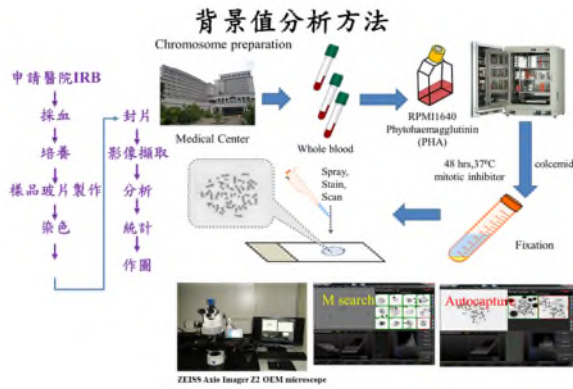 背景值分析方法
申請醫院IRB
採血
培養
樣品玻片製作
染色
封片
影像擷取
分析
統計
作圖
Chromosome preparation
Medical Center
Whole blood
RPMI1640
Phytohaemagglutinin
(PHA)
48 hrs,37°C
mitotic inhibitor
colcemid
Spray,
Stain,
Scan
Fixation
M search
Autocapture
ZEISS Axio Imager Z2 OEM microscope